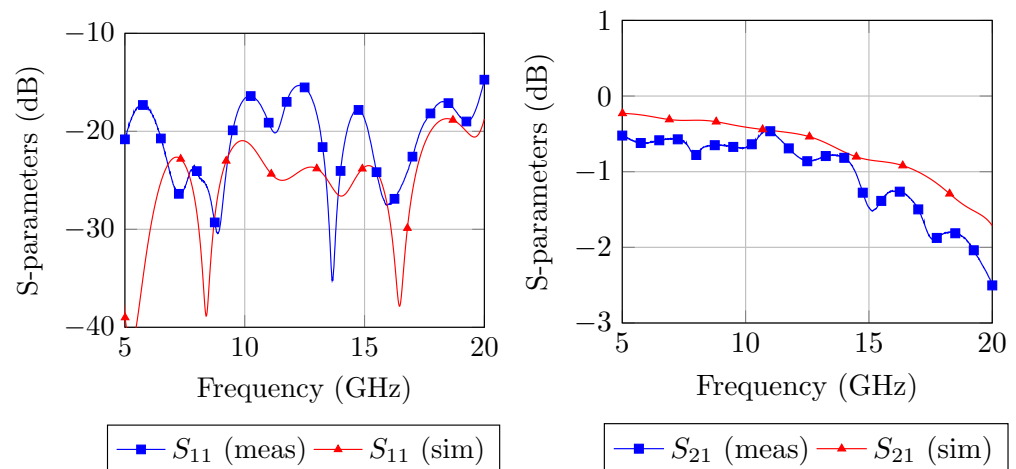 −10
−20
−30
−40
5 10 15 20
S-parameters (dB)
Frequency (GHz)
S11 (meas) S11 (sim)
1
0
−1
−2
−3
5 10 15 20
S-parameters (dB)
Frequency (GHz)
S21 (meas) S21 (sim)